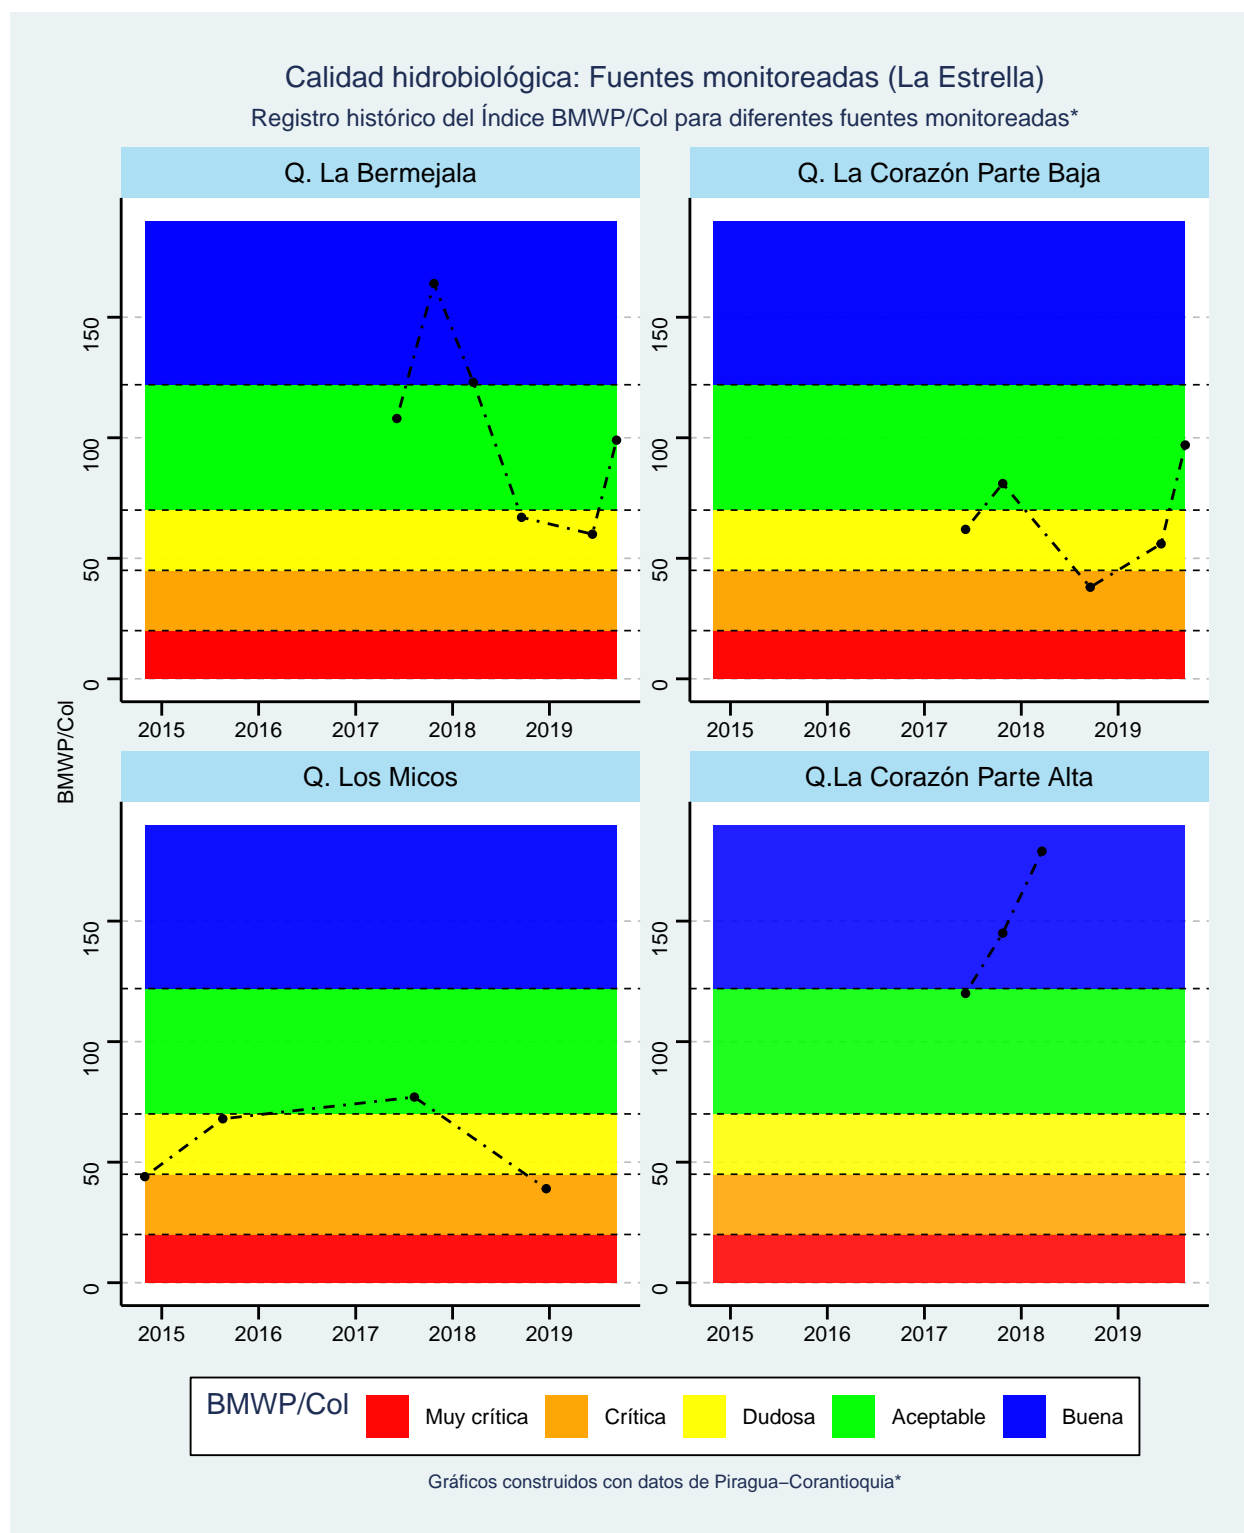 Calidad hidrobiológica: Fuentes monitoreadas (La Estrella)
Registro histórico del Índice BMWP/Col para diferentes fuentes monitoreadas*
Q. La Bermejala
Q. La Corazón Parte Baja
150
100
50
0
150
100
50
0
2015 2016 2017 2018 2019
2015 2016 2017 2018 2019
BMWP/Col
Q. Los Micos
Q.La Corazón Parte Alta
150
100
50
0
150
100
50
0
2015 2016 2017 2018 2019
2015 2016 2017 2018 2019
BMWP/Col Muy crítica Crítica Dudosa Aceptable Buena
Gráficos construidos con datos de Piragua–Corantioquia*